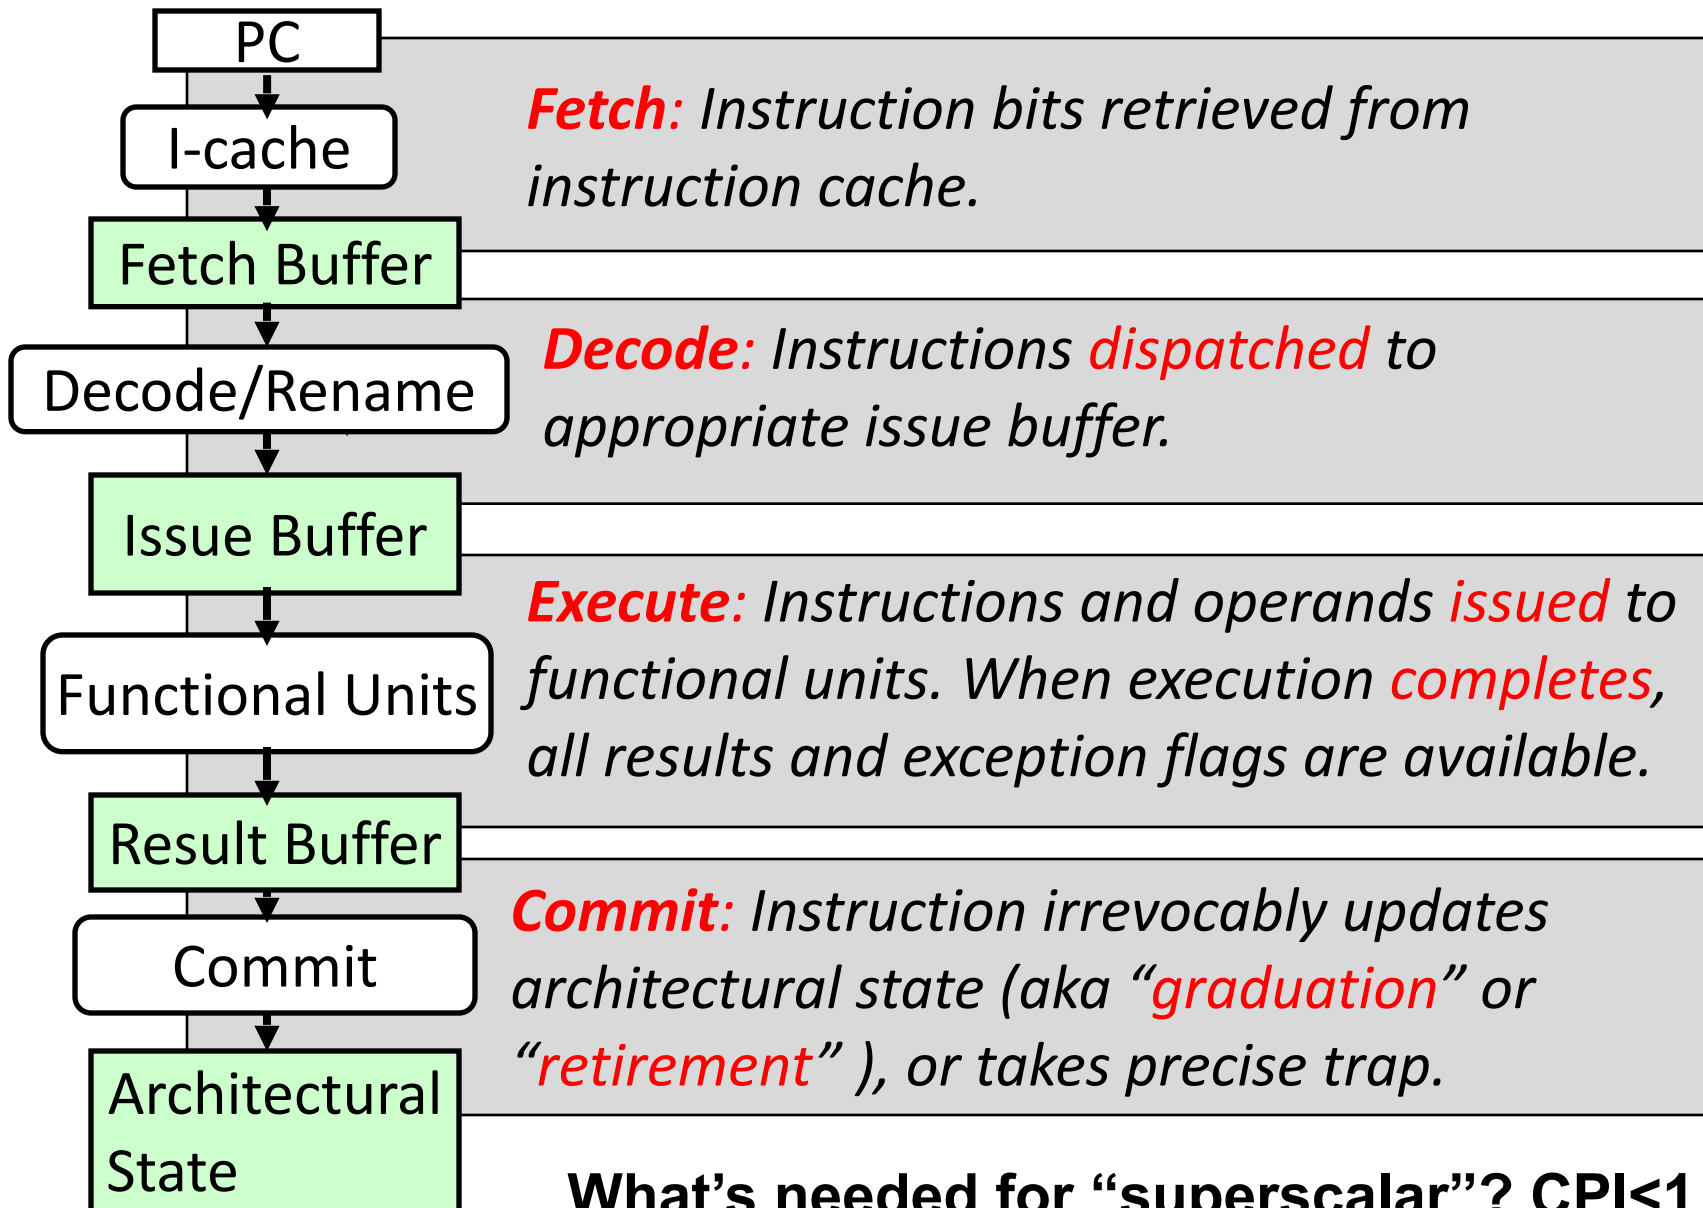 PC
I-cache
Fetch Buffer
Decode/Rename
Issue Buffer
Functional Units
Result Buffer
Commit
Architectural
State
Fetch: Instruction bits retrieved from
instruction cache.
Decode: Instructions dispatched to
appropriate issue buffer.
Execute: Instructions and operands issued to
functional units. When execution completes,
all results and exception flags are available.
Commit: Instruction irrevocably updates
architectural state (aka “graduation” or
“retirement” ), or takes precise trap.
What’s needed for “superscalar”? CPI<1